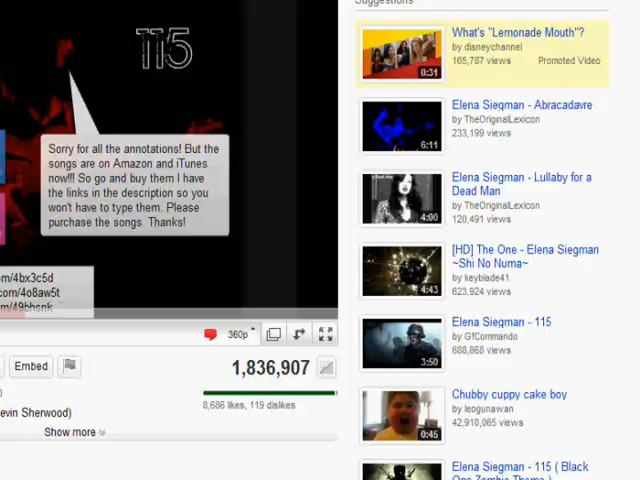 Suggestions
115
Sorry for all the annotations! But the
songs are on Amazon and iTunes
now!!! So go and buy them I have
the links in the description so you
won't have to type them. Please
purchase the songs. Thanks!
m/4bx3c5d
com/4o8aw5t
m/49bhsnk
360p
Embed
1,836,907
8,686 likes, 119 dislikes
evin Sherwood)
Show more
What's "Lemonade Mouth"?
by disneychannel
165,787 views
Promoted Video
0:31
Elena Siegman - Abracadavre
by TheOriginalLexicon
233,199 views
6:11
Elena Siegman - Lullaby for a
Dead Man
by TheOriginalLexicon
120,491 views
4:00
[HD] The One - Elena Siegman
~Shi No Numa~
by keyblade41
623,924 views
4:43
Elena Siegman - 115
by GfCommando
688,868 views
3:50
Chubby cuppy cake boy
by leogunawan
42,910,065 views
0:45
Elena Siegman - 115 ( Black
Ops Zombie Theme )